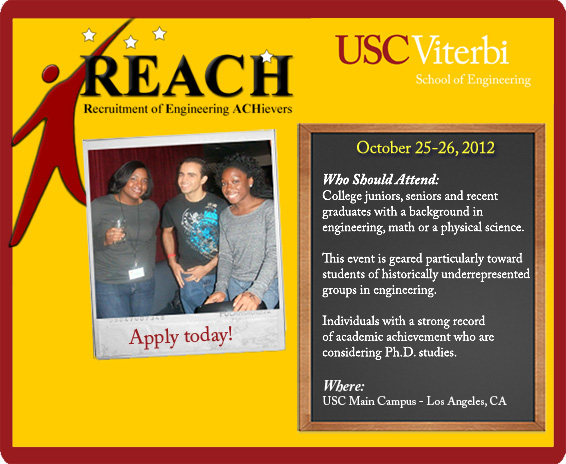 REACH
Recruitment of Engineering ACHievers
USC Viterbi
School of Engineering
Apply today!
October 25-26, 2012
Who Should Attend:
College juniors, seniors and recent
graduates with a background in
engineering, math or a physical science.
This event is geared particularly toward
students of historically underrepresented
groups in engineering.
Individuals with a strong record
of academic achievement who are
considering Ph.D. studies.
Where:
USC Main Campus - Los Angeles, CA